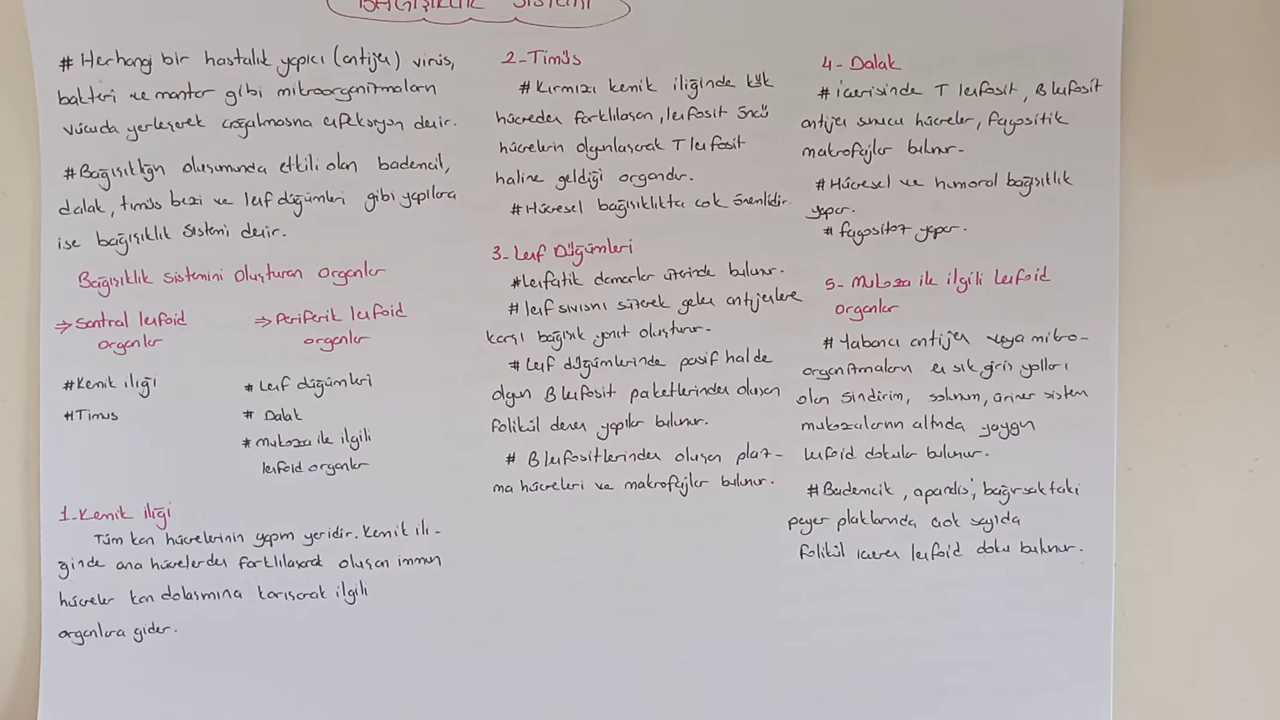 BAĞIŞIKLIK SİSTEMİ
# Herhangi bir hastalık yapıcı (antijen) virüs,
bakteri ve mantar gibi mikroorganizmaların
vücuda yerleşerek çoğalmasına enfeksiyon denir.
# Bağışıklığın oluşumunda etkili olan bademcik,
dalak, timüs bezi ve lenf düğümleri gibi yapılara
ise bağışıklık sistemi denir.
Bağışıklık sistemini oluşturan organlar
⇒ Santral lenfoid
organlar
# Kemik iliği
# Timus
⇒ Periferik lenfoid
organlar
# Lenf düğümleri
# Dalak
# mukoza ile ilgili
lenfoid organlar
1-Kemik iliği
Tüm kan hücrelerinin yapım yeridir. Kemik ili-
ğinde ana hücrelerden farklılaşarak oluşan immün
hücreler kan dolaşımına karışarak ilgili
organlara gider.
2-Timüs
# Kırmızı kemik iliğinde kök
hücreden farklılaşan, lenfosit öncü
hücrelerin olgunlaşarak T lenfosit
haline geldiği organdır.
# Hücresel bağışıklıkta çok önemlidir.
3-Lenf Düğümleri
# Lenfatik damarlar üzerinde bulunur.
# lenf sıvısını süzerek gelen antijenlere
karşı bağışık yanıt oluşturur.
# Lenf düğümlerinde pasif halde
olgun B lenfosit paketlerinden oluşan
folikül denen yapılar bulunur.
# B lenfositlerinden oluşan plaz-
ma hücreleri ve makrofajlar bulunur.
4- Dalak
# içerisinde T lenfosit, B lenfosit
antijen sunucu hücreler, fagositik
makrofajlar bulunur.
# Hücresel ve humoral bağışıklık
yapar.
# fagositoz yapar.
5- Mukoza ile ilgili Lenfoid
organlar
# Yabancı antijen veya mikro-
organizmaların en sık giriş yolları
olan sindirim, solunum, üriner sistem
mukozalarının altında yaygın
lenfoid dokular bulunur.
# Bademcik, apandis, bağırsaktaki
peyer plaklarında çok sayıda
folikül içeren lenfoid doku bulunur.